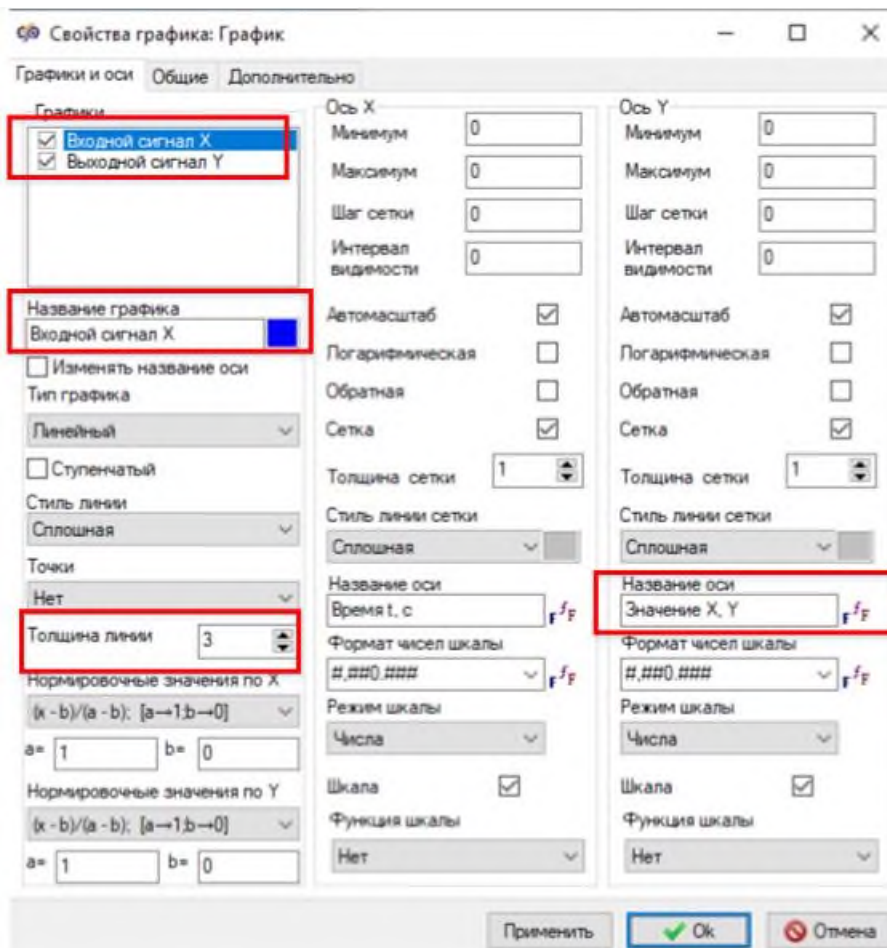 Свойства графика: График
Графики и оси Общие Дополнительно
Графики
Входной сигнал X
Выходной сигнал Y
Название графика
Входной сигнал X
Изменять название оси
Тип графика
Линейный
Ступенчатый
Стиль линии
Сплошная
Точки
Нет
Толщина линии 3
Нормировочные значения по X
(x - b)/(a - b); [a→1;b→0]
a= 1 b= 0
Нормировочные значения по Y
(x - b)/(a - b); [a→1;b→0]
a= 1 b= 0
Ось X
Минимум 0
Максимум 0
Шаг сетки 0
Интервал
видимости 0
Автомасштаб
Логарифмическая
Обратная
Сетка
Толщина сетки 1
Стиль линии сетки
Сплошная
Название оси
Время t, c
Формат чисел шкалы
#,##0.###
Режим шкалы
Числа
Шкала
Функция шкалы
Нет
Ось Y
Минимум 0
Максимум 0
Шаг сетки 0
Интервал
видимости 0
Автомасштаб
Логарифмическая
Обратная
Сетка
Толщина сетки 1
Стиль линии сетки
Сплошная
Название оси
Значение X, Y
Формат чисел шкалы
#,##0.###
Режим шкалы
Числа
Шкала
Функция шкалы
Нет
Применить Ok Отмена